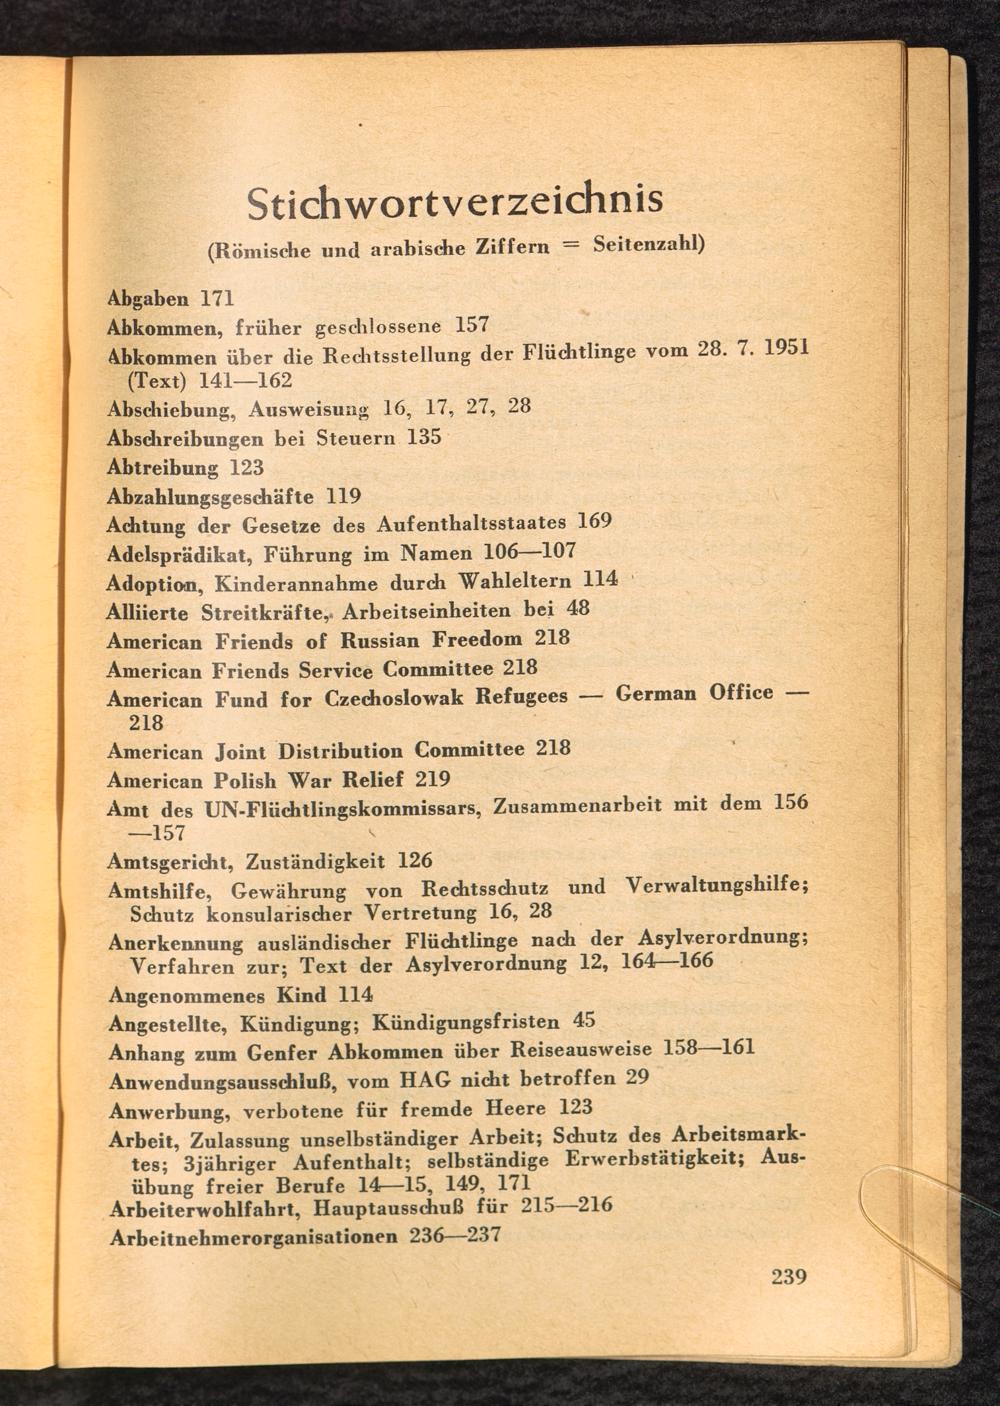 Stichwortverzeichnis
(Römische und arabische Ziffern = Seitenzahl)
Abgaben 171
Abkommen, früher geschlossene 157
Abkommen über die Rechtsstellung der Flüchtlinge vom 28. 7. 1951
(Text) 141—162
Abschiebung, Ausweisung 16, 17, 27, 28
Abschreibungen bei Steuern 135
Abtreibung 123
Abzahlungsgeschäfte 119
Achtung der Gesetze des Aufenthaltsstaates 169
Adelsprädikat, Führung im Namen 106—107
Adoption, Kinderannahme durch Wahleltern 114
Alliierte Streitkräfte, Arbeitseinheiten bei 48
American Friends of Russian Freedom 218
American Friends Service Committee 218
American Fund for Czechoslowak Refugees — German Office —
218
American Joint Distribution Committee 218
American Polish War Relief 219
Amt des UN-Flüchtlingskommissars, Zusammenarbeit mit dem 156
—157
Amtsgericht, Zuständigkeit 126
Amtshilfe, Gewährung von Rechtsschutz und Verwaltungshilfe;
Schutz konsularischer Vertretung 16, 28
Anerkennung ausländischer Flüchtlinge nach der Asylverordnung;
Verfahren zur; Text der Asylverordnung 12, 164—166
Angenommenes Kind 114
Angestellte, Kündigung; Kündigungsfristen 45
Anhang zum Genfer Abkommen über Reiseausweise 158—161
Anwendungsausschluß, vom HAG nicht betroffen 29
Anwerbung, verbotene für fremde Heere 123
Arbeit, Zulassung unselbständiger Arbeit; Schutz des Arbeitsmark-
tes; 3jähriger Aufenthalt; selbständige Erwerbstätigkeit; Aus-
übung freier Berufe 14—15, 149, 171
Arbeiterwohlfahrt, Hauptausschuß für 215—216
Arbeitnehmerorganisationen 236—237
239